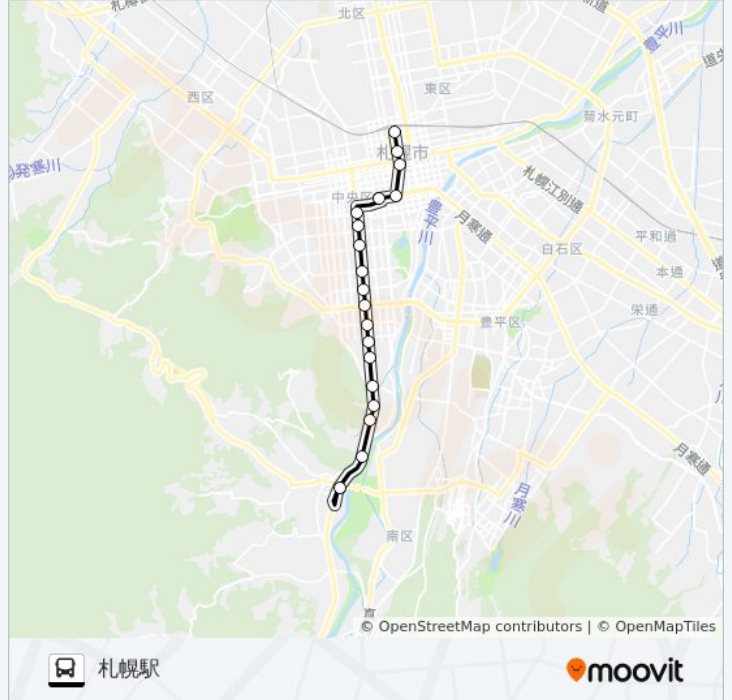 北区
西区
東区
豊平川
菊水元町
発寒川
札幌市
札幌江別通
中央区
豊平川
月寒通
平和通
白石区
本通
栄通
豊平区
月寒通
月寒川
南区
© OpenStreetMap contributors | © OpenMapTiles
札幌駅
moovit